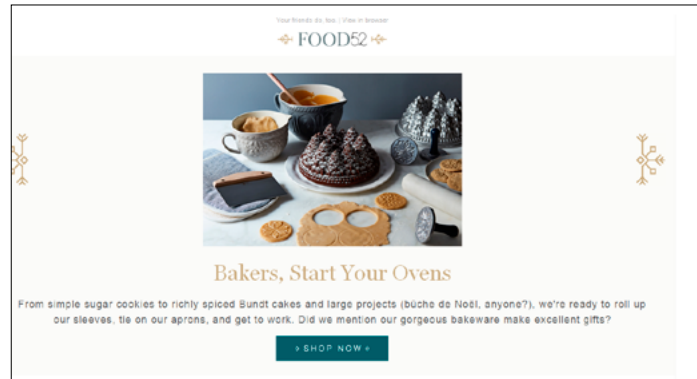 Your friends do, too. | View in browser
FOOD52
Bakers, Start Your Ovens
From simple sugar cookies to richly spiced Bundt cakes and large projects (bûche de Noël, anyone?), we're ready to roll up
our sleeves, tie on our aprons, and get to work. Did we mention our gorgeous bakeware make excellent gifts?
SHOP NOW